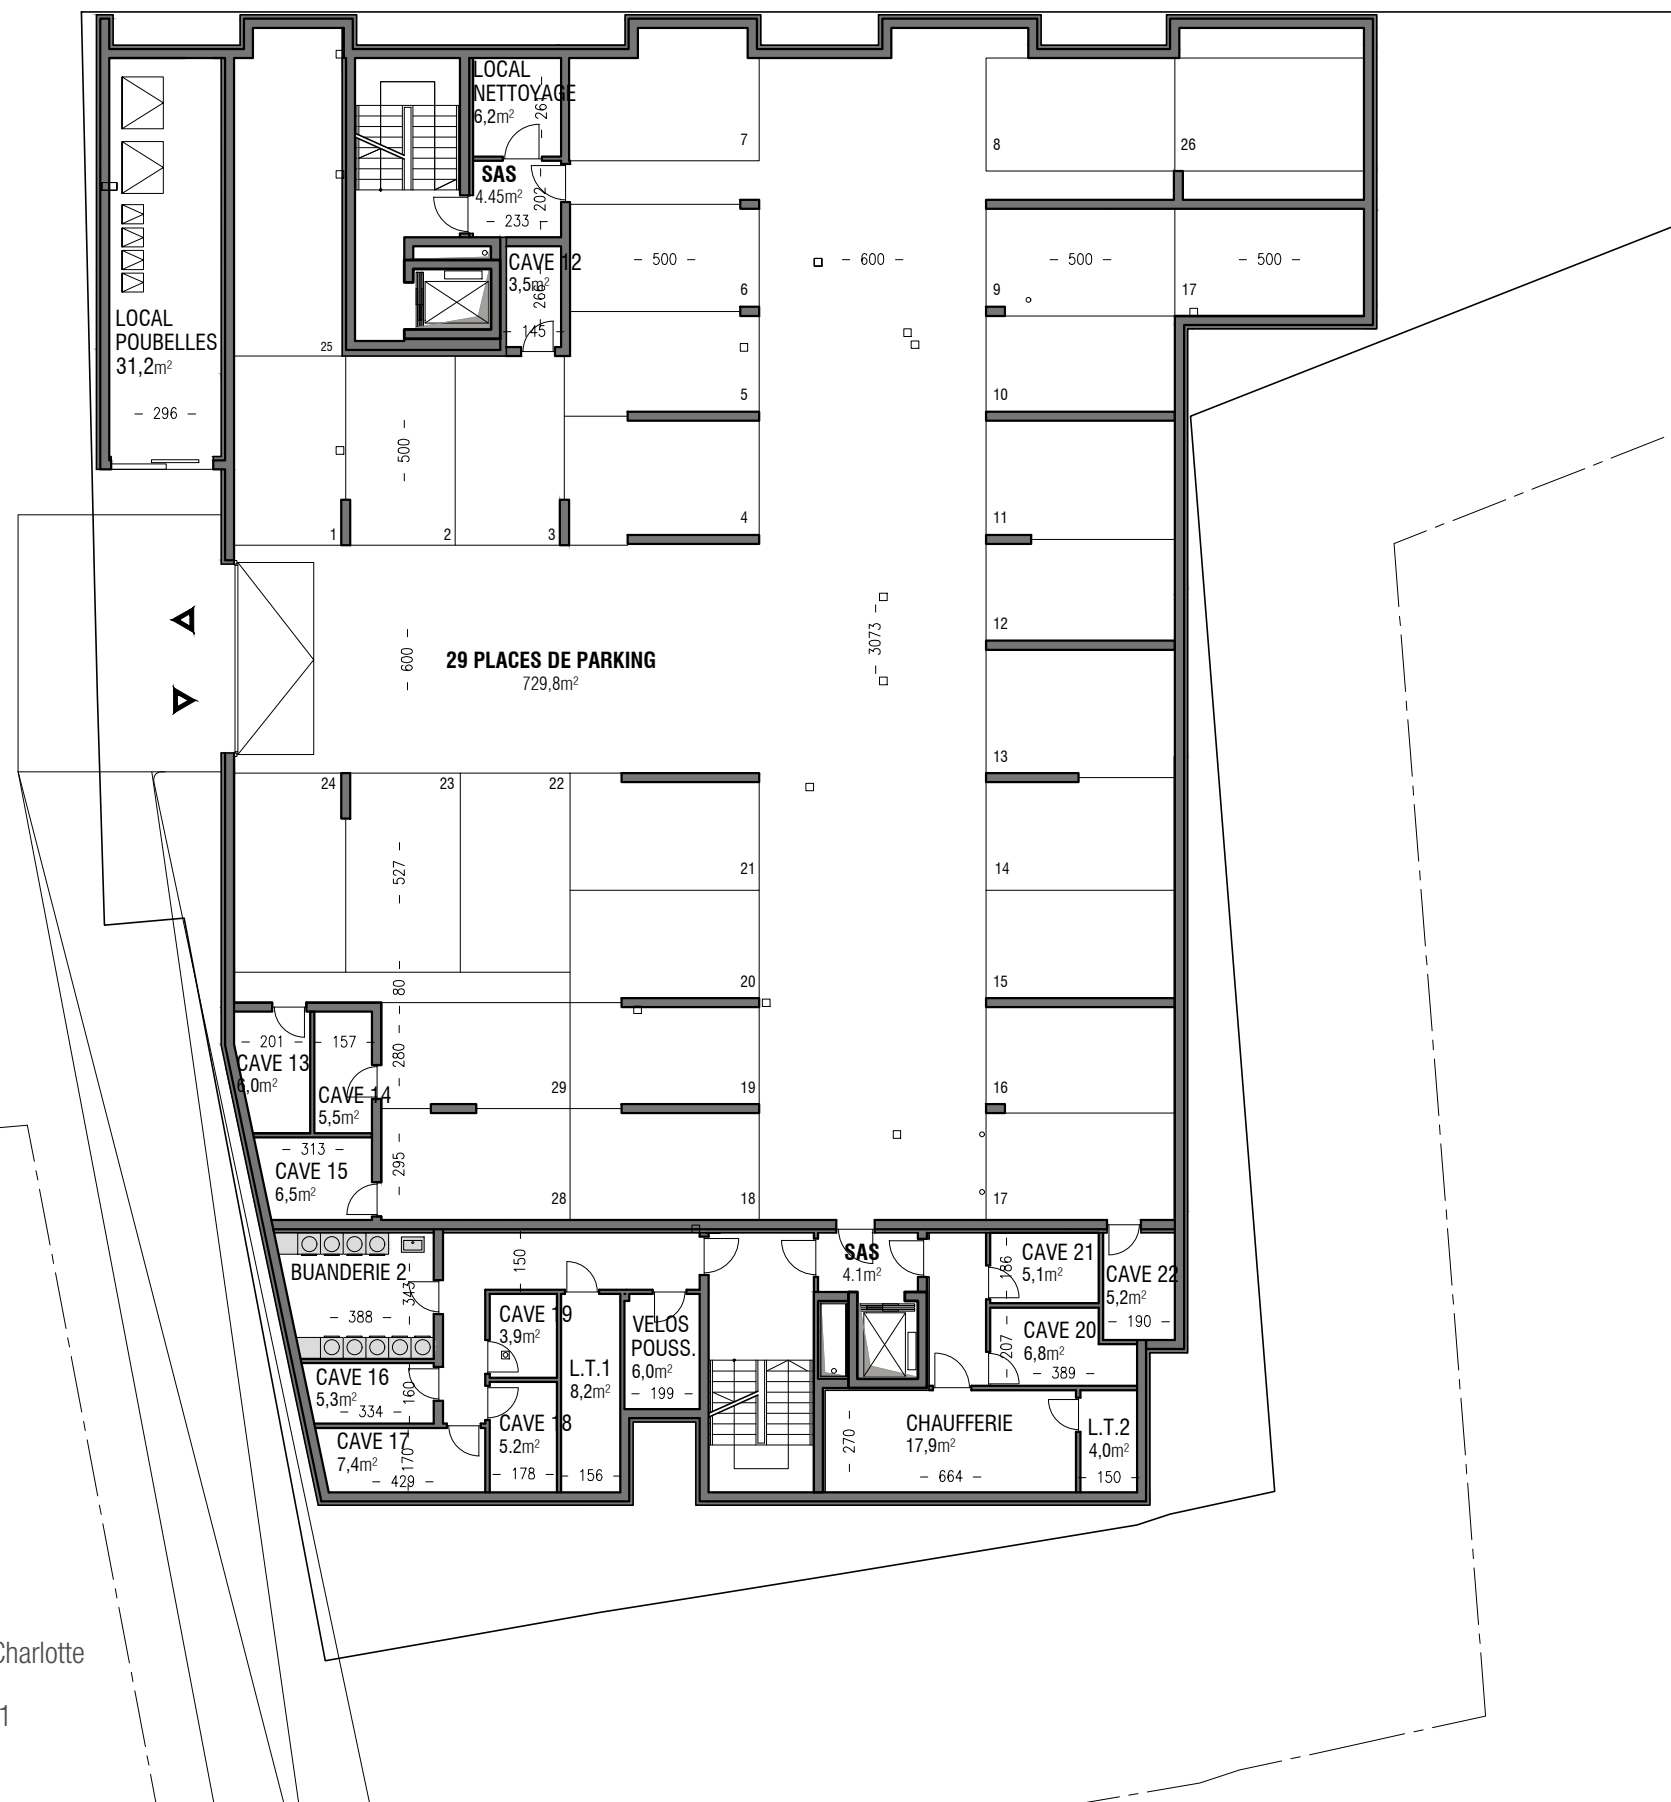 LOCAL
NETTOYAGE
6,2m²
261
7
8
26
SAS
4.45m²
202
233
CAVE 12
3,5m²
266
145
500
6
600
500
9
500
17
LOCAL
POUBELLES
31,2m²
296
25
5
10
500
1
2
3
4
11
12
3073
600
29 PLACES DE PARKING
729,8m²
13
24
23
22
527
21
14
80
20
15
201
157
280
CAVE 13
6,0m²
CAVE 14
5,5m²
29
19
16
313
CAVE 15
6,5m²
295
28
18
17
BUANDERIE 2
343
388
150
SAS
4.1m²
186
CAVE 21
5,1m²
CAVE 22
5,2m²
190
CAVE 19
3,9m²
VELOS
POUSS.
6,0m²
199
L.T.1
8,2m²
207
CAVE 20
6,8m²
389
CAVE 16
5,3m²
160
334
CAVE 17
7,4m²
170
429
CAVE 18
5.2m²
178
156
270
CHAUFFERIE
17,9m²
664
L.T.2
4,0m²
150
Charlotte
1